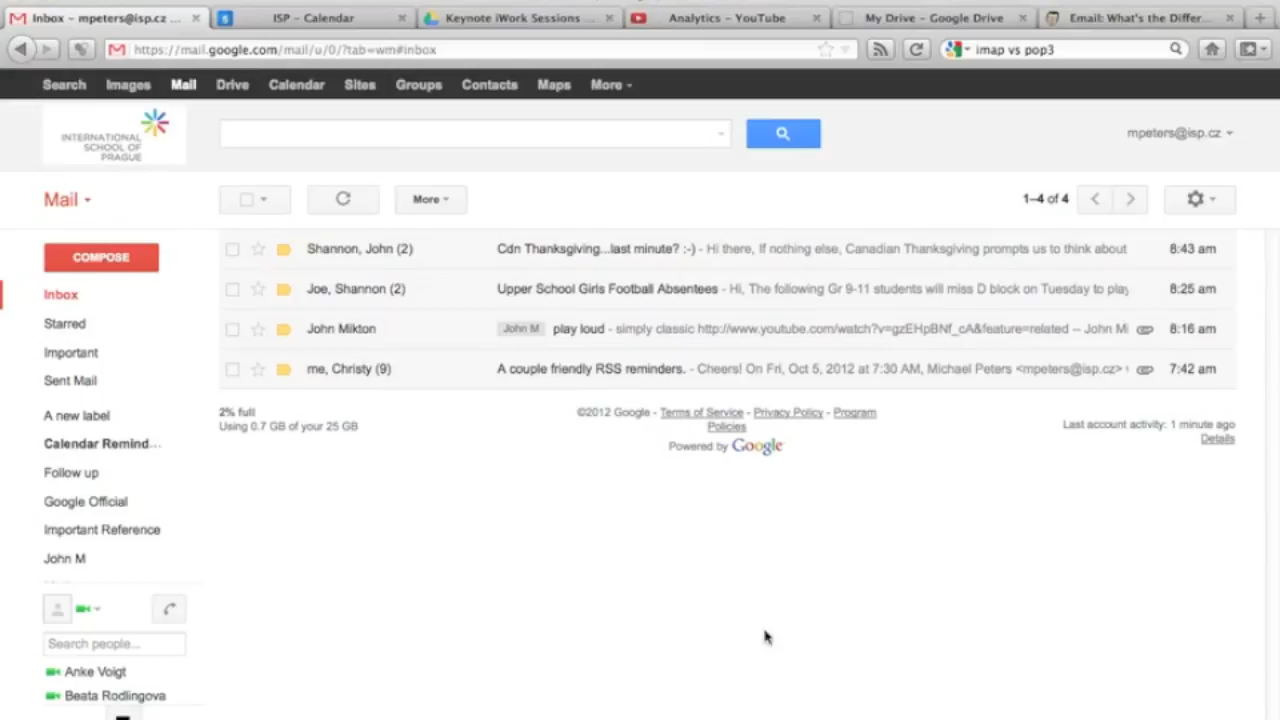 Inbox - mpeters@isp.cz ...
ISP - Calendar
Keynote iWork Sessions ...
Analytics - YouTube
My Drive - Google Drive
Email: What's the Differ...
https://mail.google.com/mail/u/0/?tab=wm#inbox
imap vs pop3
Search Images Mail Drive Calendar Sites Groups Contacts Maps More
INTERNATIONAL
SCHOOL OF
PRAGUE
mpeters@isp.cz
Mail
More
1–4 of 4
COMPOSE
Inbox
Starred
Important
Sent Mail
A new label
Calendar Remind...
Follow up
Google Official
Important Reference
John M
Search people...
Anke Voigt
Beata Rodlingova
Shannon, John (2) Cdn Thanksgiving...last minute? :-) - Hi there, If nothing else, Canadian Thanksgiving prompts us to think about 8:43 am
Joe, Shannon (2) Upper School Girls Football Absentees - Hi, The following Gr 9-11 students will miss D block on Tuesday to play 8:25 am
John Mikton John M play loud - simply classic http://www.youtube.com/watch?v=gzEHpBNf_cA&feature=related -- John Mi 8:16 am
me, Christy (9) A couple friendly RSS reminders. - Cheers! On Fri, Oct 5, 2012 at 7:30 AM, Michael Peters <mpeters@isp.cz> 7:42 am
2% full
Using 0.7 GB of your 25 GB
©2012 Google - Terms of Service - Privacy Policy - Program
Policies
Powered by Google
Last account activity: 1 minute ago
Details